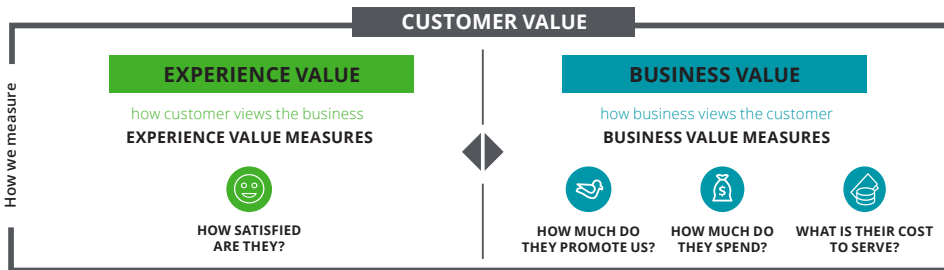 CUSTOMER VALUE
How we measure
EXPERIENCE VALUE
how customer views the business
EXPERIENCE VALUE MEASURES
HOW SATISFIED
ARE THEY?
BUSINESS VALUE
how business views the customer
BUSINESS VALUE MEASURES
HOW MUCH DO
THEY PROMOTE US?
HOW MUCH DO
THEY SPEND?
WHAT IS THEIR COST
TO SERVE?
$